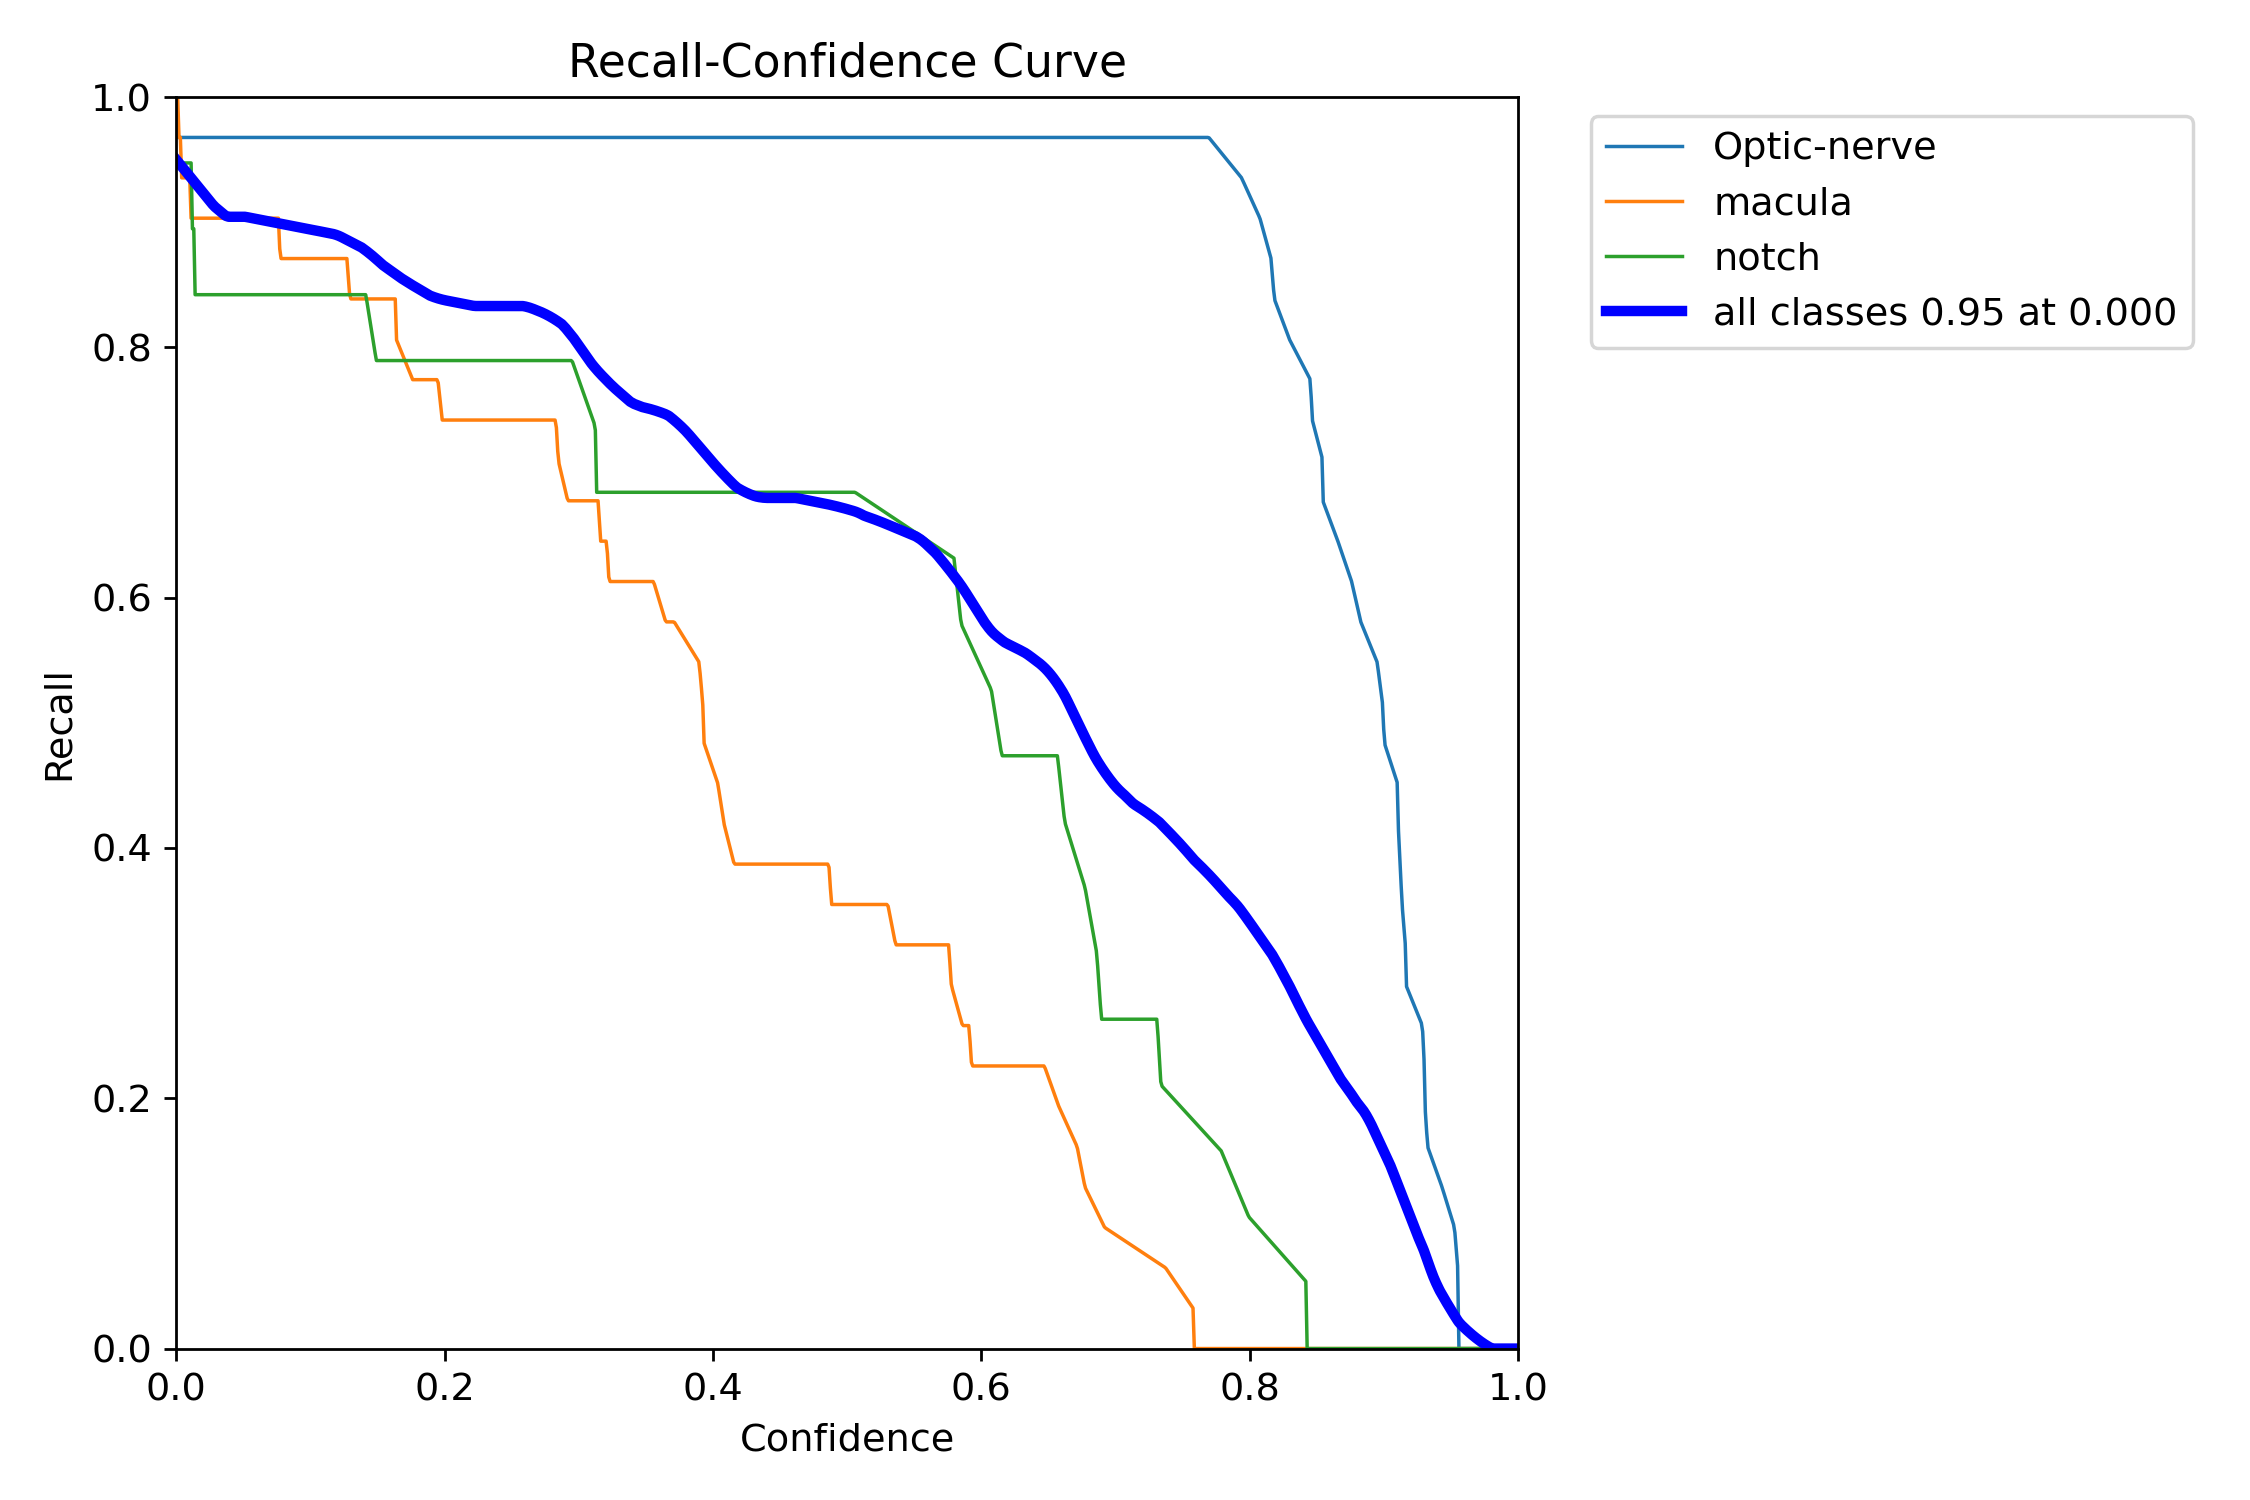 Recall-Confidence Curve
1.0
0.8
0.6
0.4
0.2
0.0
Recall
0.0 0.2 0.4 0.6 0.8 1.0
Confidence
Optic-nerve
macula
notch
all classes 0.95 at 0.000